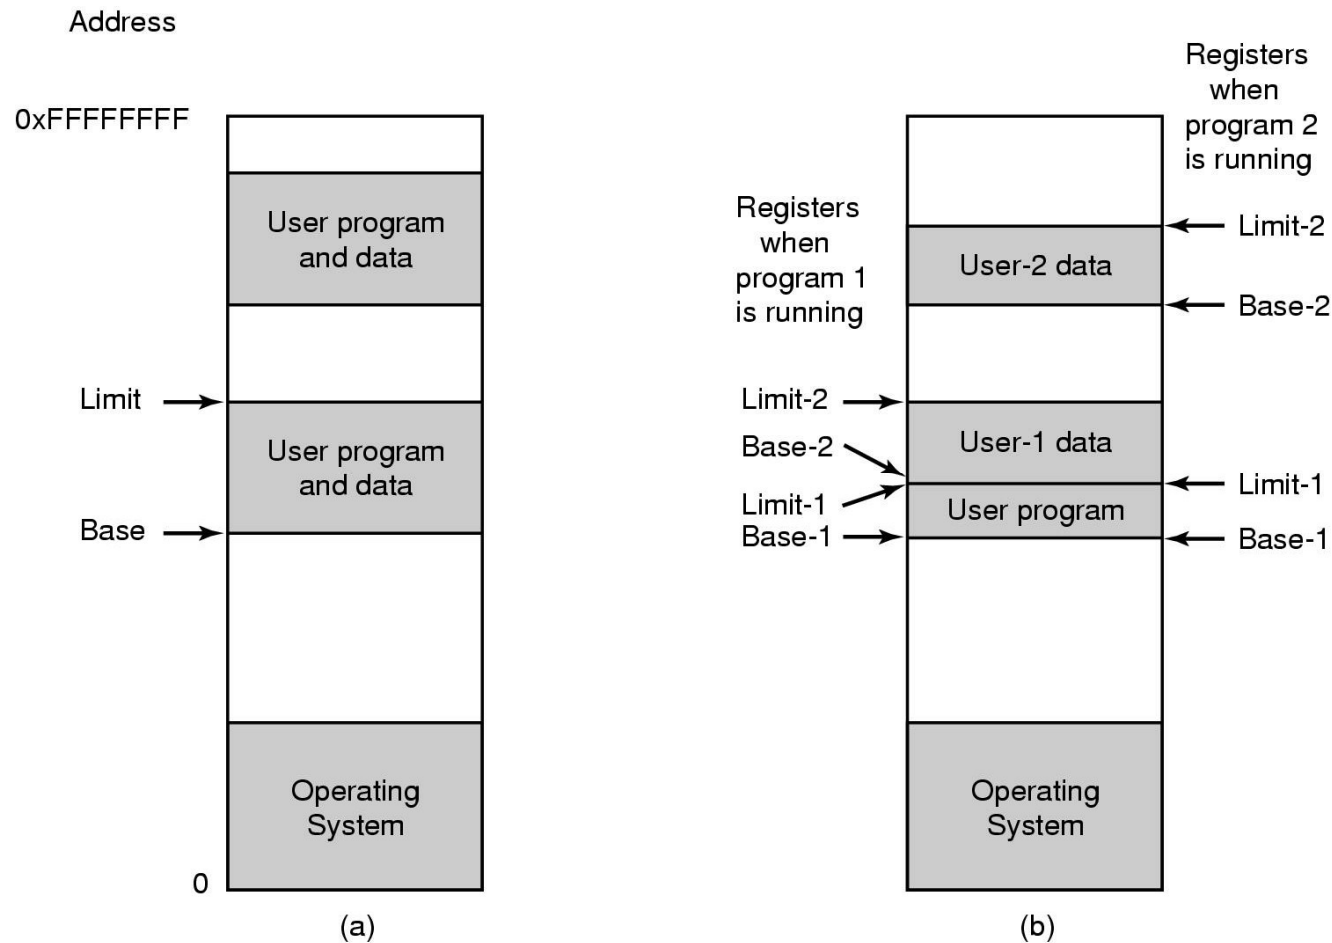 Address
0xFFFFFFFF
User program
and data
Limit
User program
and data
Base
Operating
System
0
(a)
Registers
when
program 1
is running
Limit-2
Base-2
Limit-1
Base-1
User-2 data
User-1 data
User program
Operating
System
(b)
Registers
when
program 2
is running
Limit-2
Base-2
Limit-1
Base-1